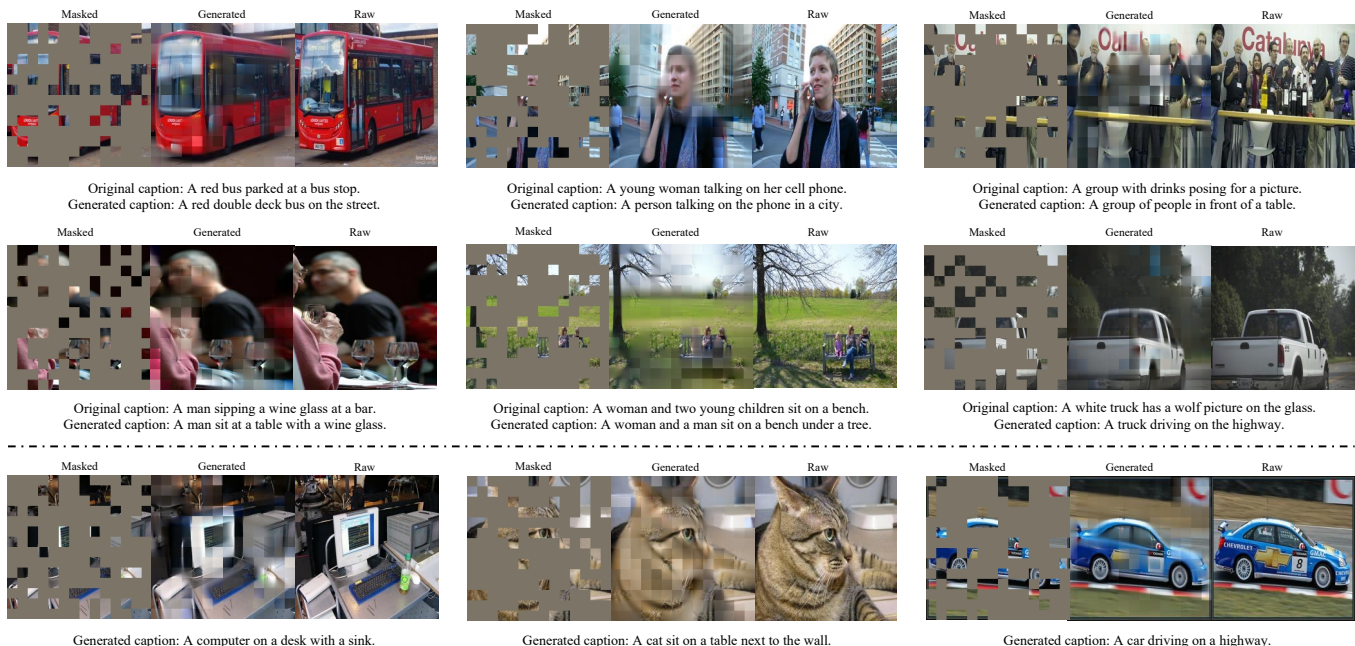 Masked Generated Raw
Masked Generated Raw
Masked Generated Raw
Oul
Catalunya
Original caption: A red bus parked at a bus stop.
Generated caption: A red double deck bus on the street.
Original caption: A young woman talking on her cell phone.
Generated caption: A person talking on the phone in a city.
Original caption: A group with drinks posing for a picture.
Generated caption: A group of people in front of a table.
Masked Generated Raw
Masked Generated Raw
Masked Generated Raw
Original caption: A man sipping a wine glass at a bar.
Generated caption: A man sit at a table with a wine glass.
Original caption: A woman and two young children sit on a bench.
Generated caption: A woman and a man sit on a bench under a tree.
Original caption: A white truck has a wolf picture on the glass.
Generated caption: A truck driving on the highway.
Masked Generated Raw
Masked Generated Raw
Masked Generated Raw
CHEVROLET
8
Generated caption: A computer on a desk with a sink.
Generated caption: A cat sit on a table next to the wall.
Generated caption: A car driving on a highway.